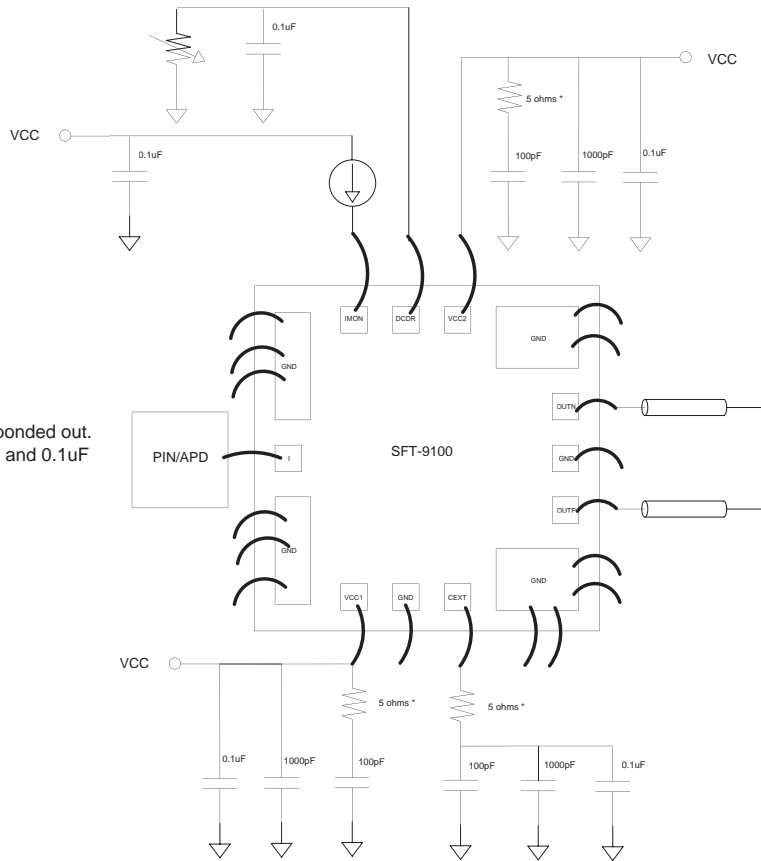 0.1uF
VCC
5 ohms *
VCC
0.1uF
100pF
1000pF
0.1uF
IMON
DCDR
VCC2
GND
GND
OUTN
onded out.
and 0.1uF
PIN/APD
I
SFT-9100
GND
OUTP
GND
GND
VCC1
GND
CEXT
VCC
5 ohms *
5 ohms *
0.1uF
1000pF
100pF
100pF
1000pF
0.1uF